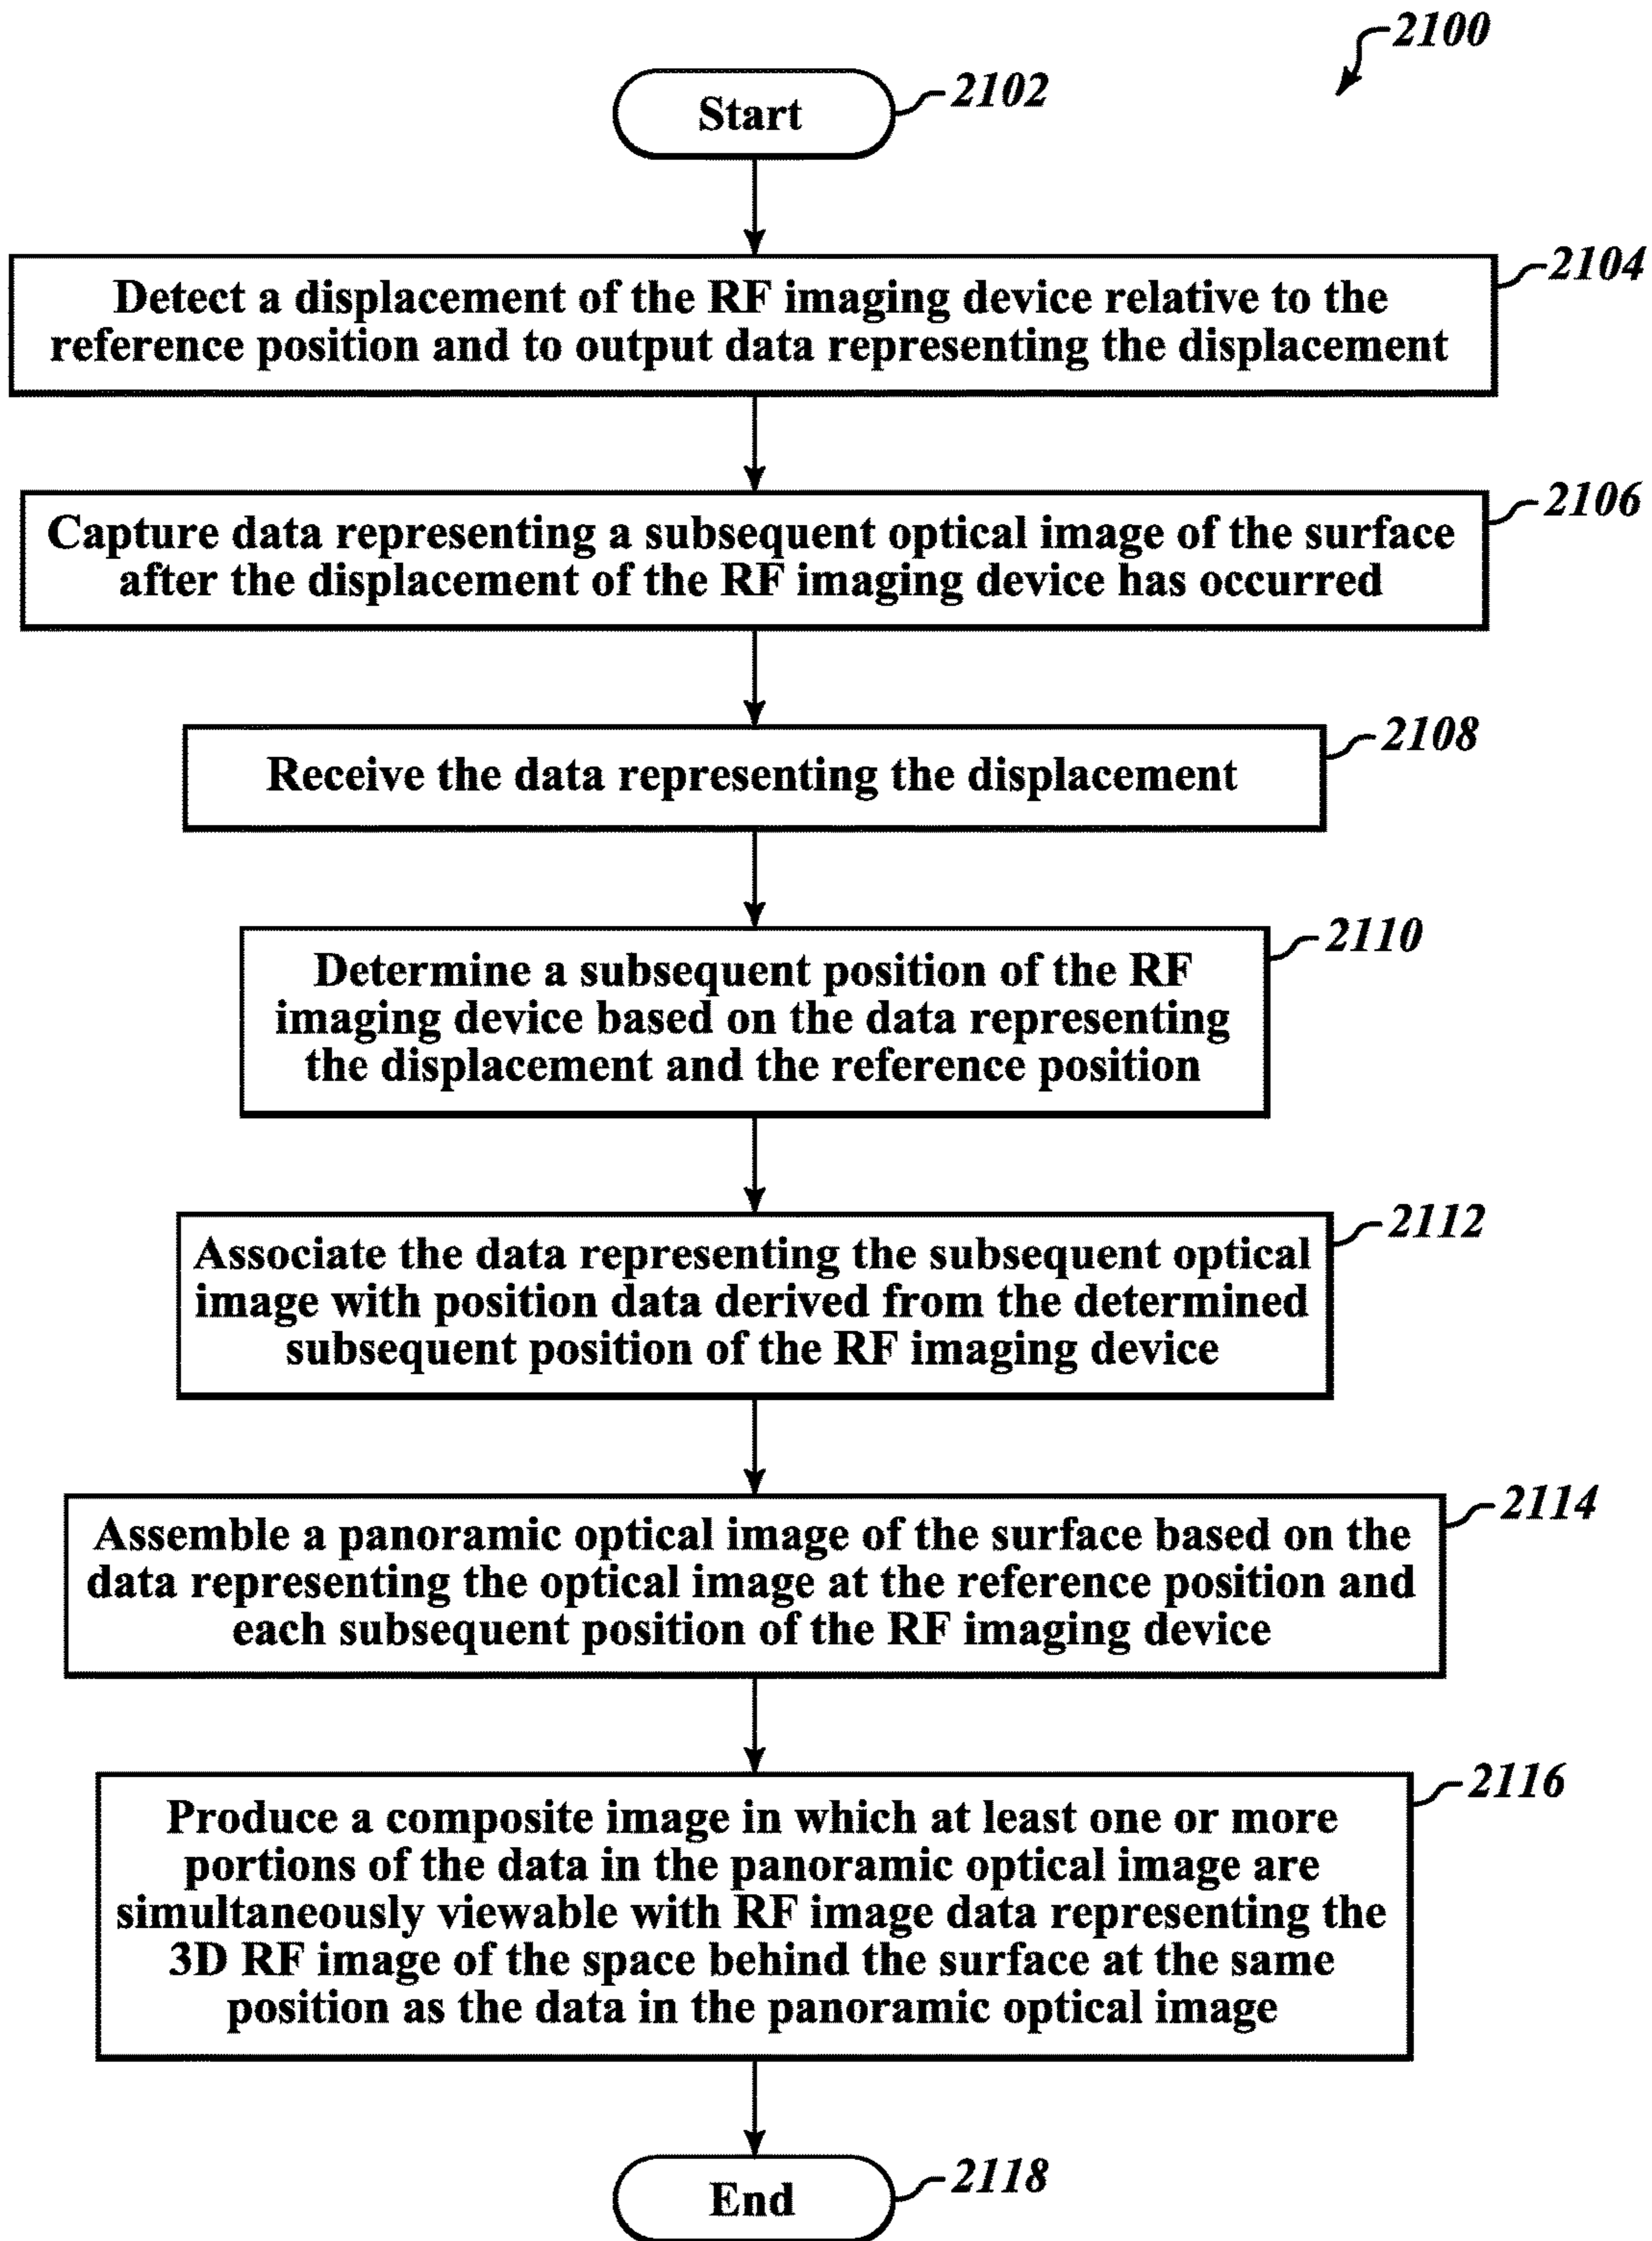 2100
Start
2102
2104
Detect a displacement of the RF imaging device relative to the
reference position and to output data representing the displacement
2106
Capture data representing a subsequent optical image of the surface
after the displacement of the RF imaging device has occurred
2108
Receive the data representing the displacement
2110
Determine a subsequent position of the RF
imaging device based on the data representing
the displacement and the reference position
2112
Associate the data representing the subsequent optical
image with position data derived from the determined
subsequent position of the RF imaging device
2114
Assemble a panoramic optical image of the surface based on the
data representing the optical image at the reference position and
each subsequent position of the RF imaging device
2116
Produce a composite image in which at least one or more
portions of the data in the panoramic optical image are
simultaneously viewable with RF image data representing the
3D RF image of the space behind the surface at the same
position as the data in the panoramic optical image
2118
End